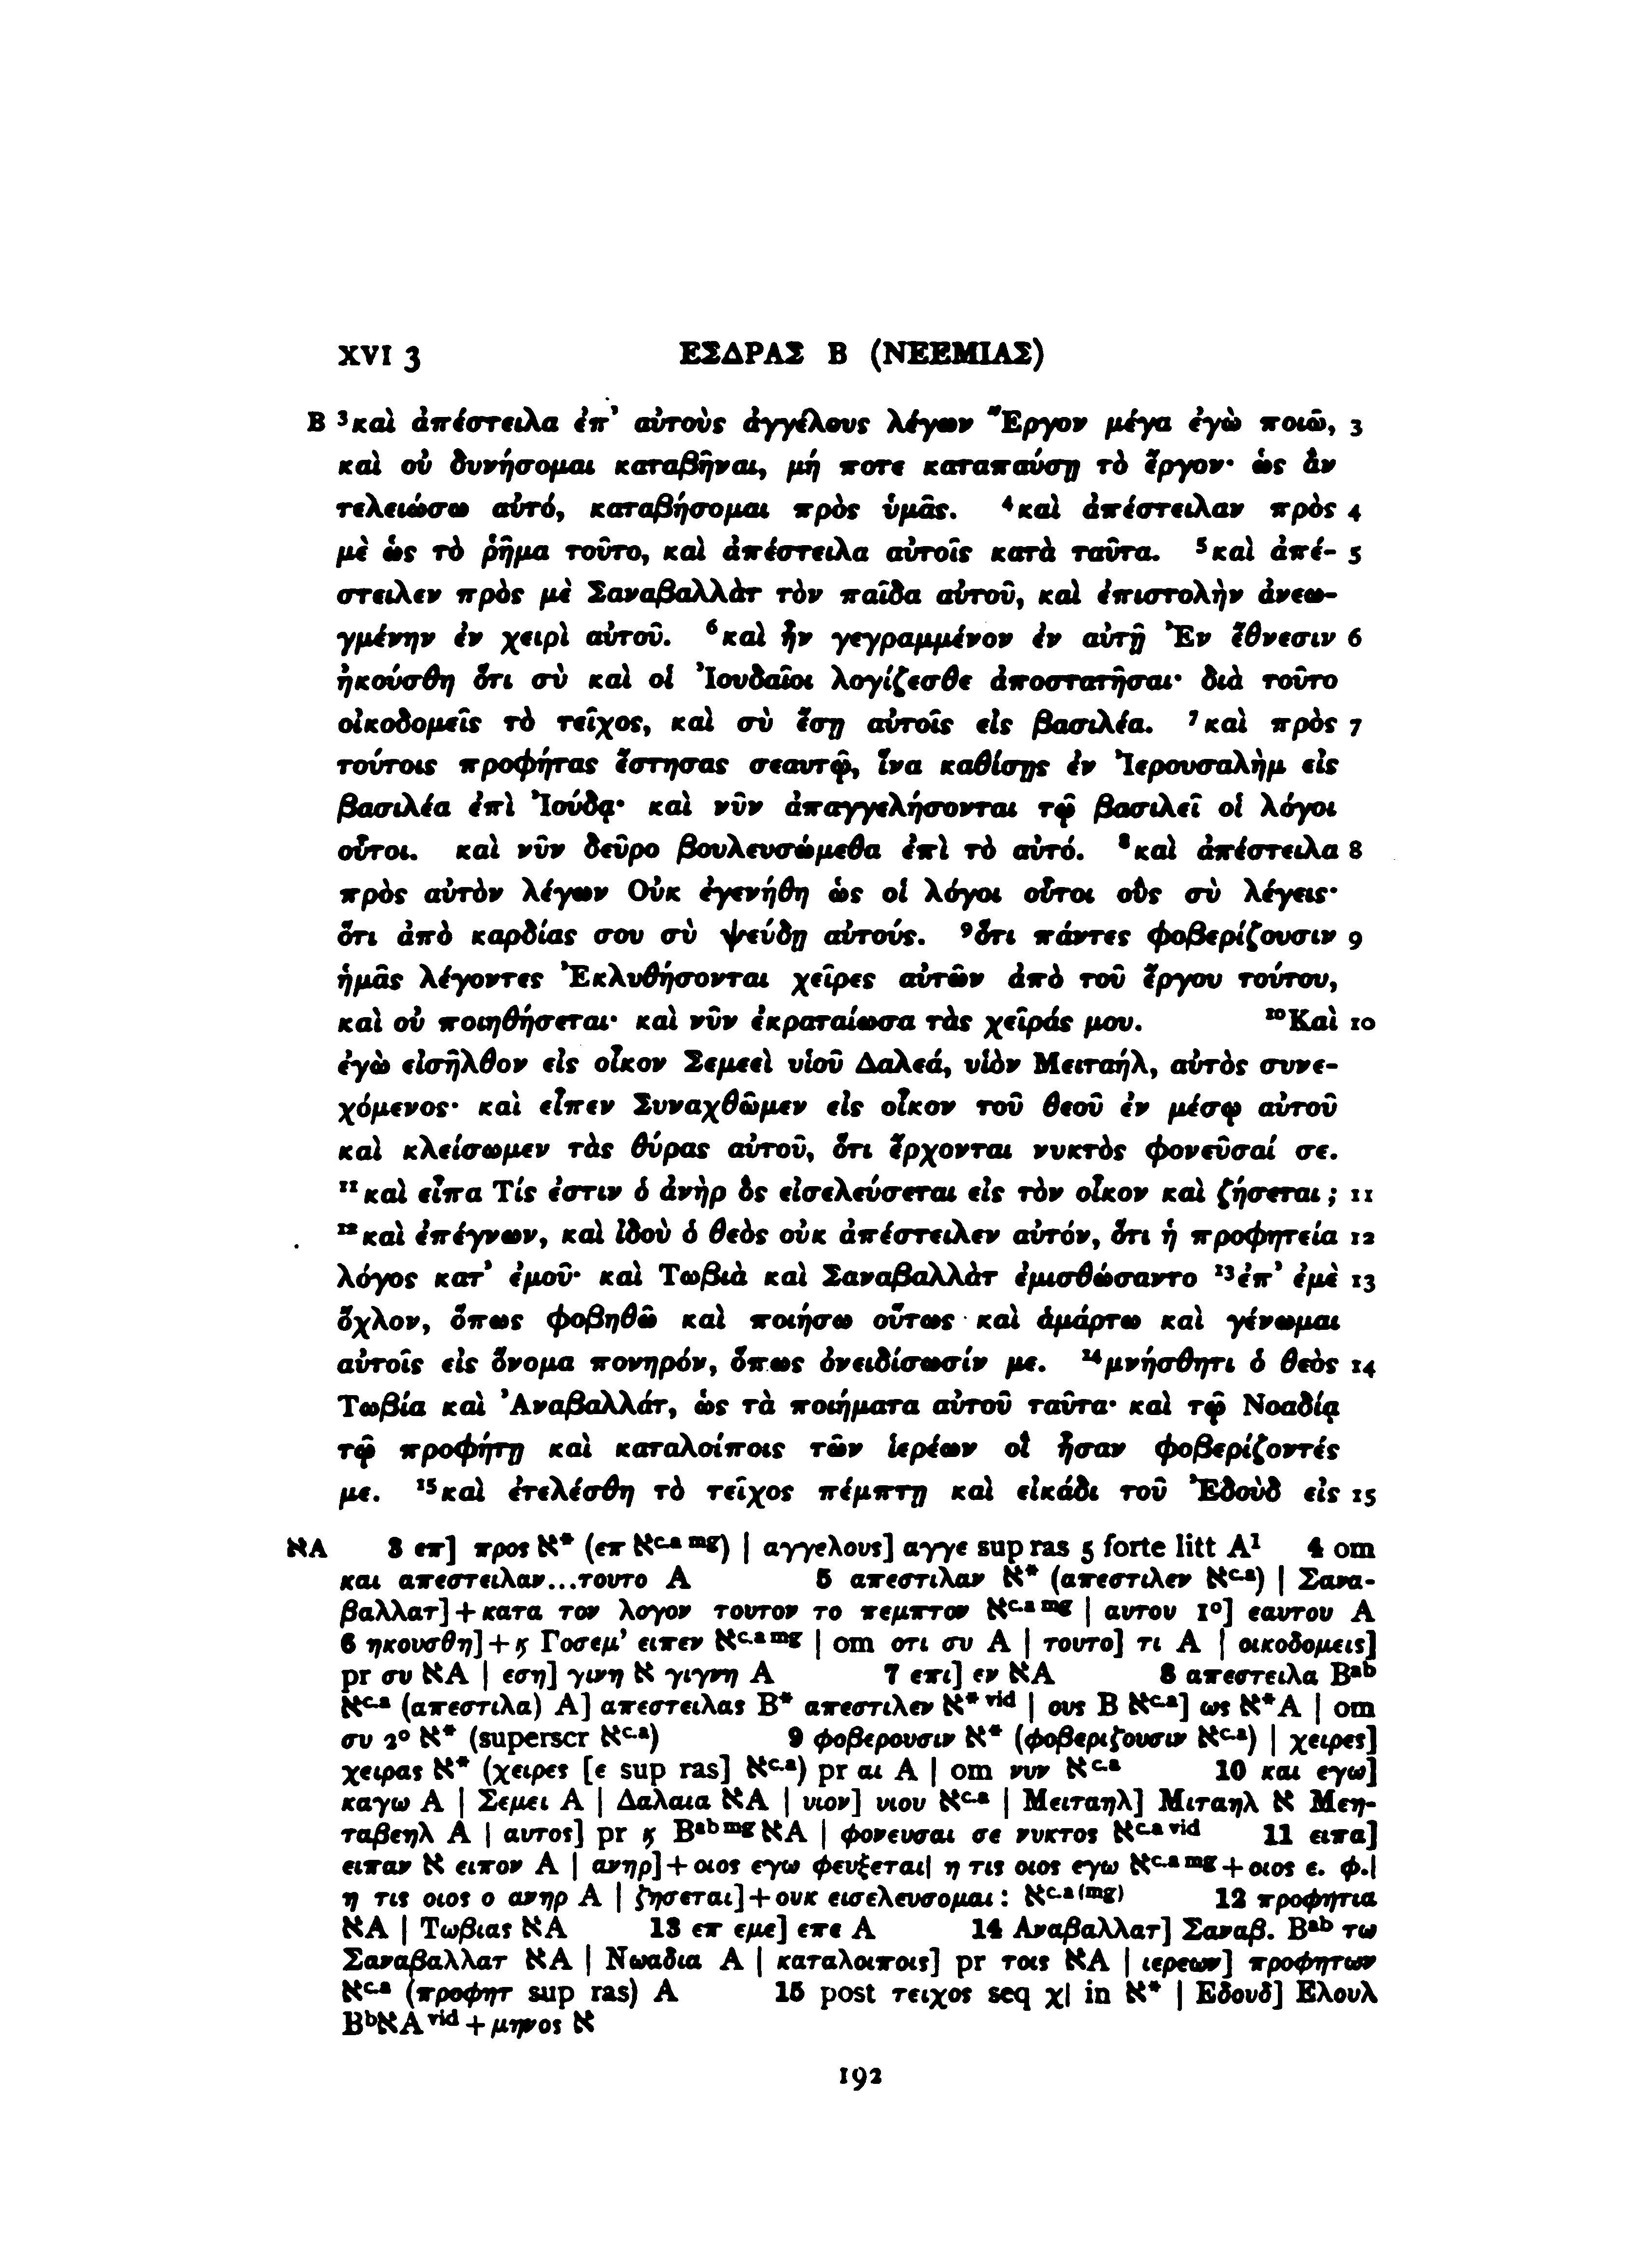 XVI 3 ΕΣΔΡΑΣ Β (ΝΕΕΜΙΑΣ)
B ³καὶ ἀπέστειλα ἐπ’ αὐτοὺς ἀγγέλους λέγων Ἔργον μέγα ἐγὼ ποιῶ, 3
καὶ οὐ δυνήσομαι καταβῆναι, μή ποτε καταπαύσῃ τὸ ἔργον· ὡς ἂν
τελειώσω αὐτό, καταβήσομαι πρὸς ὑμᾶς. ⁴καὶ ἀπέστειλαν πρὸς 4
μὲ ὡς τὸ ῥῆμα τοῦτο, καὶ ἀπέστειλα αὐτοῖς κατὰ ταῦτα. ⁵καὶ ἀπέ- 5
στειλεν πρὸς μὲ Σαναβαλλὰτ τὸν παῖδα αὐτοῦ, καὶ ἐπιστολὴν ἀνεω-
γμένην ἐν χειρὶ αὐτοῦ. ⁶καὶ ἦν γεγραμμένον ἐν αὐτῇ Ἐν ἔθνεσιν 6
ἠκούσθη ὅτι σὺ καὶ οἱ Ἰουδαῖοι λογίζεσθε ἀποστατῆσαι· διὰ τοῦτο
οἰκοδομεῖς τὸ τεῖχος, καὶ σὺ ἔσῃ αὐτοῖς εἰς βασιλέα. ⁷καὶ πρὸς 7
τούτοις προφήτας ἔστησας σεαυτῷ, ἵνα καθίσῃς ἐν Ἰερουσαλὴμ εἰς
βασιλέα ἐπὶ Ἰούδᾳ· καὶ νῦν ἀπαγγελήσονται τῷ βασιλεῖ οἱ λόγοι
οὗτοι. καὶ νῦν δεῦρο βουλευσώμεθα ἐπὶ τὸ αὐτό. ⁸καὶ ἀπέστειλα 8
πρὸς αὐτὸν λέγων Οὐκ ἐγενήθη ὡς οἱ λόγοι οὗτοι οὓς σὺ λέγεις·
ὅτι ἀπὸ καρδίας σου σὺ ψεύδῃ αὐτούς. ⁹ὅτι πάντες φοβερίζουσιν 9
ἡμᾶς λέγοντες Ἐκλυθήσονται χεῖρες αὐτῶν ἀπὸ τοῦ ἔργου τούτου,
καὶ οὐ ποιηθήσεται· καὶ νῦν ἐκραταίωσα τὰς χεῖράς μου. ¹⁰Καὶ 10
ἐγὼ εἰσῆλθον εἰς οἶκον Σεμεεὶ υἱοῦ Δαλεά, υἱὸν Μειταήλ, αὐτὸς συνε-
χόμενος· καὶ εἶπεν Συναχθῶμεν εἰς οἶκον τοῦ θεοῦ ἐν μέσῳ αὐτοῦ
καὶ κλείσωμεν τὰς θύρας αὐτοῦ, ὅτι ἔρχονται νυκτὸς φονεῦσαί σε.
¹¹καὶ εἶπα Τίς ἐστιν ὁ ἀνὴρ ὃς εἰσελεύσεται εἰς τὸν οἶκον καὶ ζήσεται; 11
¹²καὶ ἐπέγνων, καὶ ἰδοὺ ὁ θεὸς οὐκ ἀπέστειλεν αὐτόν, ὅτι ἡ προφητεία 12
λόγος κατ’ ἐμοῦ· καὶ Τωβιὰ καὶ Σαναβαλλὰτ ἐμισθώσαντο ¹³ἐπ’ ἐμὲ 13
ὄχλον, ὅπως φοβηθῶ καὶ ποιήσω οὕτως καὶ ἁμάρτω καὶ γένωμαι
αὐτοῖς εἰς ὄνομα πονηρόν, ὅπως ὀνειδίσωσίν με. ¹⁴μνήσθητι ὁ θεὸς 14
Τωβία καὶ Ἀναβαλλάτ, ὡς τὰ ποιήματα αὐτοῦ ταῦτα· καὶ τῷ Νοαδίᾳ
τῷ προφήτῃ καὶ καταλοίποις τῶν ἱερέων οἳ ἦσαν φοβερίζοντές
με. ¹⁵καὶ ἐτελέσθη τὸ τεῖχος πέμπτῃ καὶ εἰκάδι τοῦ Ἐδοὺδ εἰς 15
אA 3 επ] προς א* (επ א^c.a mg) | αγγελους] αγγε sup ras 5 forte litt A¹ 4 om
και απεστειλαν...τουτο A 5 απεστιλαν א* (απεστιλεν א^c.a) | Σανα-
βαλλατ]+κατα τον λογον τουτον το πεμπτον א^c.a mg | αυτου 1°] εαυτου A
6 ηκουσθη]+ϗ Γοσεμ’ ειπεν א^c.a mg | om οτι συ A | τουτο] τι A | οικοδομεις]
pr συ אA | εση] γινη א γιγνη A 7 επι] εν אA 8 απεστειλα B^ab
א^c.a (απεστιλα) A] απεστειλας B* απεστιλεν א*^vid | ους B א^c.a] ως א*A | om
συ 2° א* (superscr א^c.a) 9 φοβερουσιν א* (φοβεριζουσιν א^c.a) | χειρες]
χειρας א* (χειρες [ε sup ras] א^c.a) pr αι A | om νυν א^c.a 10 και εγω]
καγω A | Σεμει A | Δαλαια אA | υιον] υιου א^c.a | Μειταηλ] Μιταηλ א Μεη-
ταβεηλ A | αυτος] pr ϗ B^ab mg אA | φονευσαι σε νυκτος א^c.a vid 11 ειπα]
ειπαν א ειπον A | ανηρ]+οιος εγω φευξεται| η τις οιος εγω א^c.a mg+οιος ε. φ.|
η τις οιος ο ανηρ A | ζησεται]+ουκ εισελευσομαι: א^c.a (mg) 12 προφητια
אA | Τωβιας אA 13 επ εμε] επε A 14 Αναβαλλατ] Σαναβ. B^ab τω
Σαναβαλλατ אA | Νωαδια A | καταλοιποις] pr τοις אA | ιερεων] προφητων
א^c.a (προφητ sup ras) A 15 post τειχος seq χ| in א* | Εδουδ] Ελουλ
B^b אA^vid + μηνος א
192